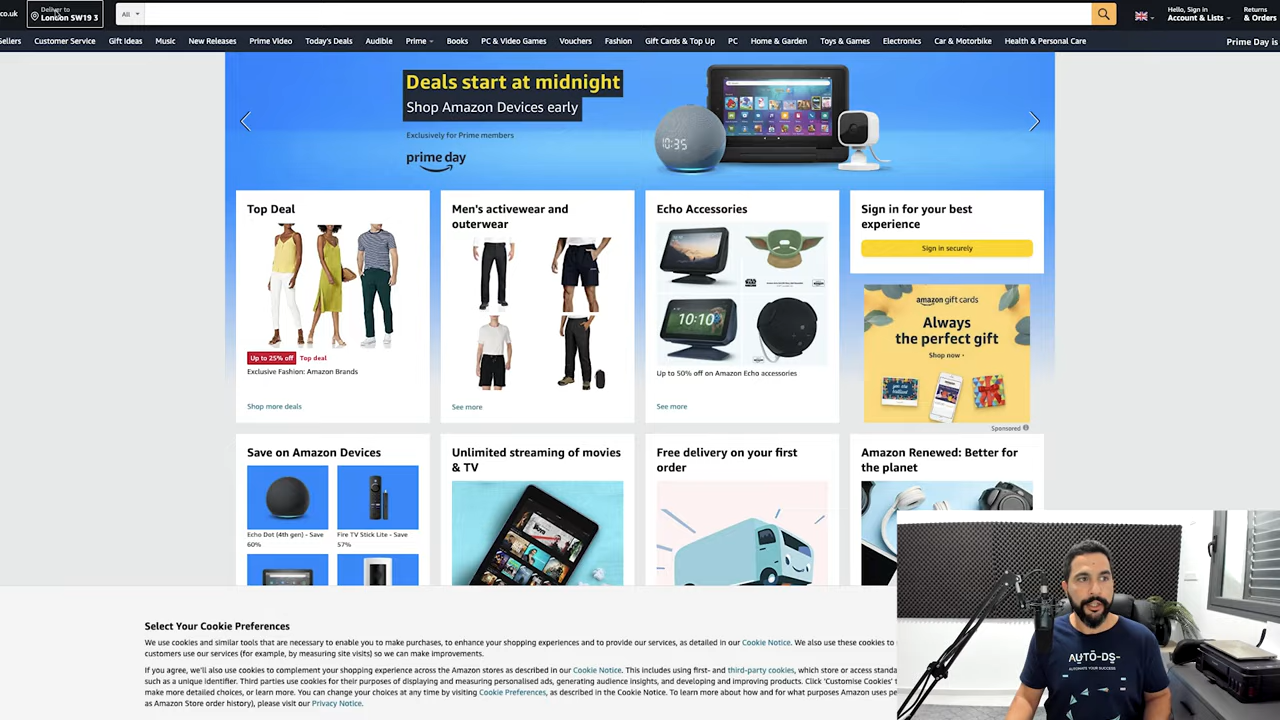 .co.uk
Deliver to
London SW19 3
All
Hello, Sign in
Account & Lists
Returns
& Orders
Sellers
Customer Service
Gift Ideas
Music
New Releases
Prime Video
Today's Deals
Audible
Prime
Books
PC & Video Games
Vouchers
Fashion
Gift Cards & Top Up
PC
Home & Garden
Toys & Games
Electronics
Car & Motorbike
Health & Personal Care
Prime Day is
Deals start at midnight
Shop Amazon Devices early
Exclusively for Prime members
prime day
10:35
Top Deal
Up to 25% off Top deal
Exclusive Fashion: Amazon Brands
Shop more deals
Men's activewear and
outerwear
See more
Echo Accessories
10:10
Up to 50% off on Amazon Echo accessories
See more
Sign in for your best
experience
Sign in securely
amazon gift cards
Always
the perfect gift
Shop now
Sponsored
Save on Amazon Devices
Echo Dot (4th gen) - Save
60%
Fire TV Stick Lite - Save
57%
Unlimited streaming of movies
& TV
Free delivery on your first
order
Amazon Renewed: Better for
the planet
Select Your Cookie Preferences
We use cookies and similar tools that are necessary to enable you to make purchases, to enhance your shopping experiences and to provide our services, as detailed in our Cookie Notice. We also use these cookies to
customers use our services (for example, by measuring site visits) so we can make improvements.
If you agree, we'll also use cookies to complement your shopping experience across the Amazon stores as described in our Cookie Notice. This includes using first- and third-party cookies, which store or access standa
such as a unique identifier. Third parties use cookies for their purposes of displaying and measuring personalised ads, generating audience insights, and developing and improving products. Click 'Customise Cookies' t
make more detailed choices, or learn more. You can change your choices at any time by visiting Cookie Preferences, as described in the Cookie Notice. To learn more about how and for what purposes Amazon uses pe
as Amazon Store order history), please visit our Privacy Notice.
AUTO-DS-
AUTOMATE YOUR SUCCESS